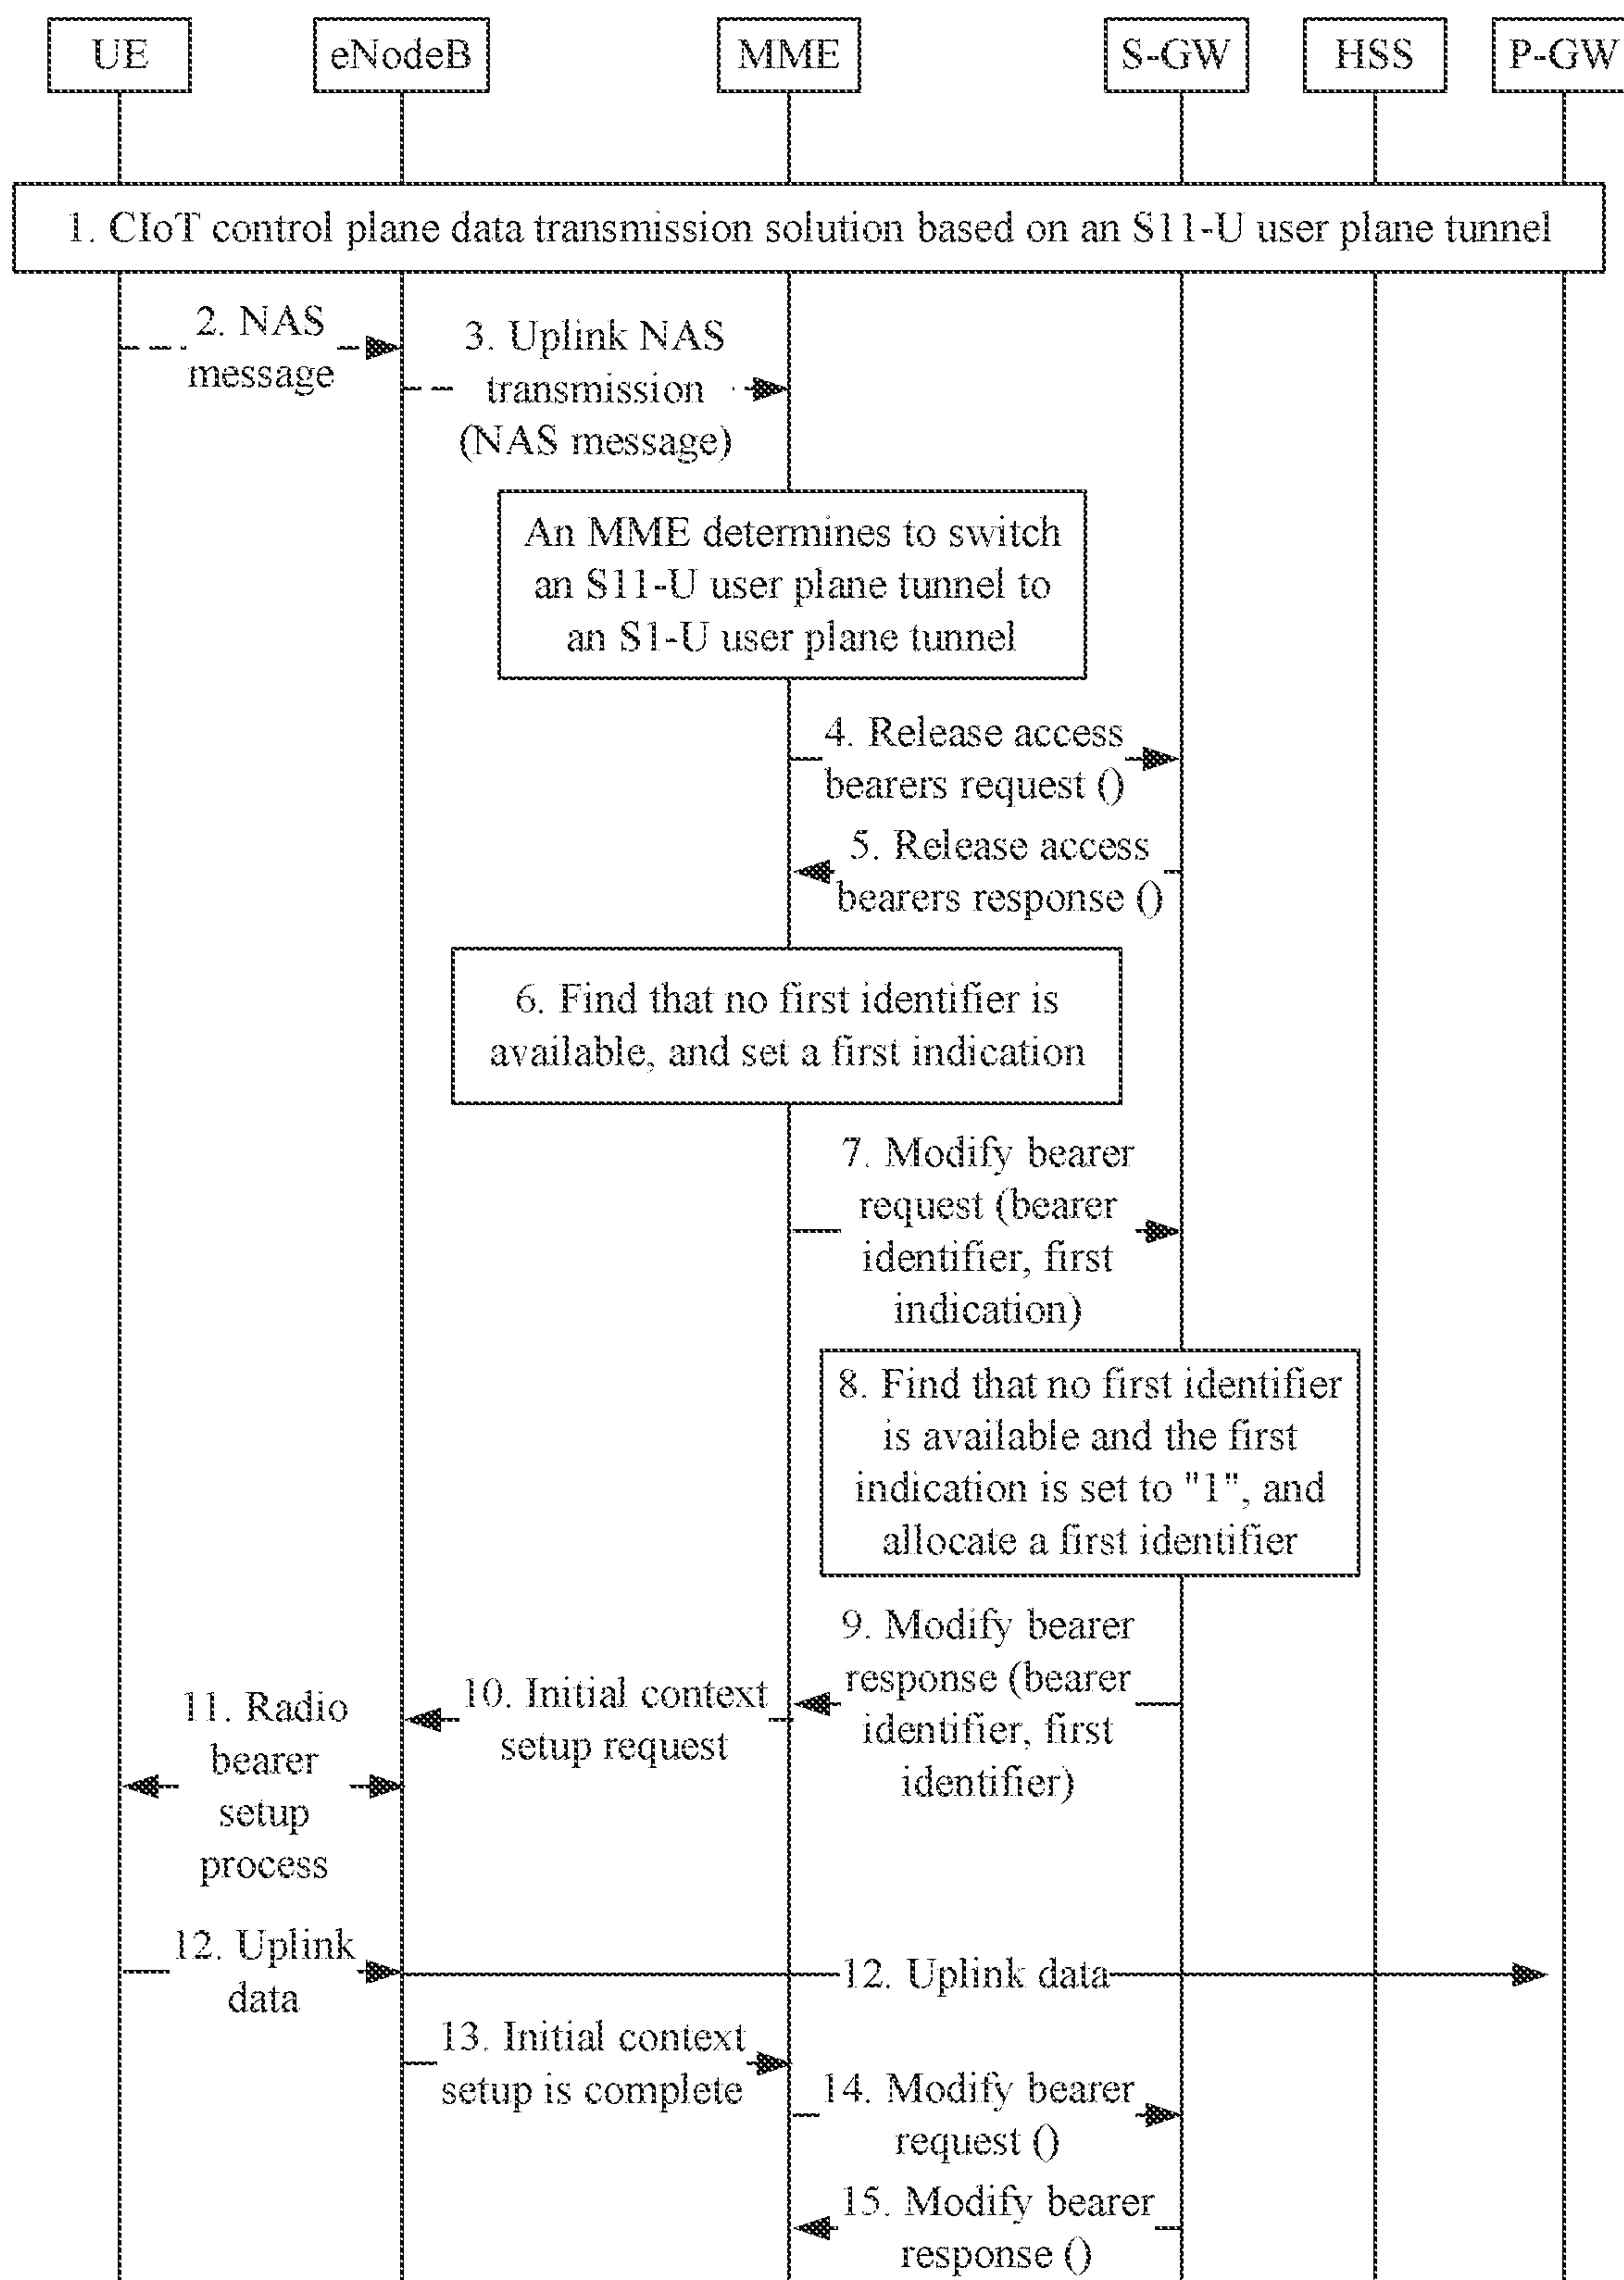 UE
eNodeB
MME
S-GW
HSS
P-GW
1. CIoT control plane data transmission solution based on an S11-U user plane tunnel
2. NAS
message
3. Uplink NAS
transmission
(NAS message)
An MME determines to switch
an S11-U user plane tunnel to
an S1-U user plane tunnel
4. Release access
bearers request ()
5. Release access
bearers response ()
6. Find that no first identifier is
available, and set a first indication
7. Modify bearer
request (bearer
identifier, first
indication)
8. Find that no first identifier
is available and the first
indication is set to "1", and
allocate a first identifier
9. Modify bearer
response (bearer
identifier, first
identifier)
10. Initial context
setup request
11. Radio
bearer
setup
process
12. Uplink
data
12. Uplink data
13. Initial context
setup is complete
14. Modify bearer
request ()
15. Modify bearer
response ()